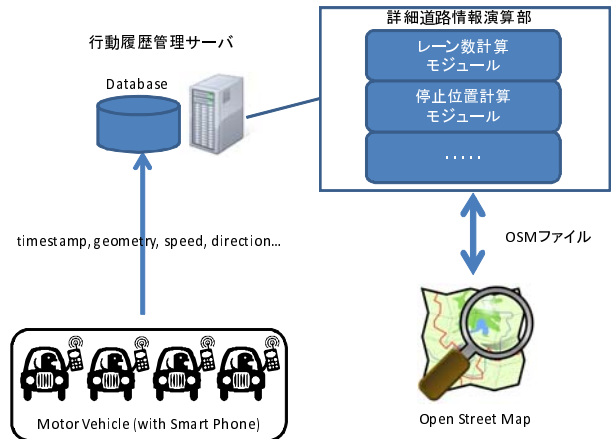 詳細道路情報演算部
行動履歴管理サーバ
レーン数計算
モジュール
Database
停止位置計算
モジュール
.....
timestamp, geometry, speed, direction...
OSMファイル
Motor Vehicle (with Smart Phone)
Open Street Map